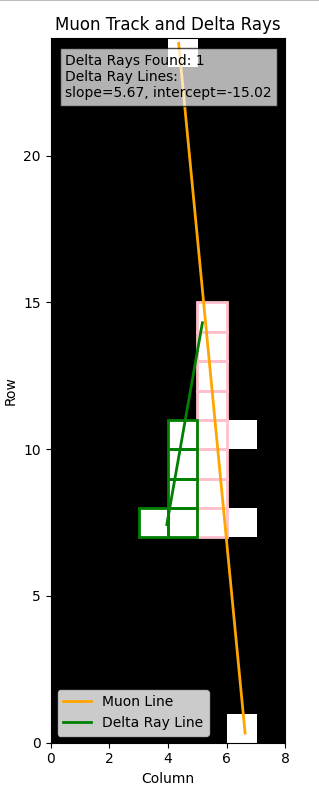 Muon Track and Delta Rays
Delta Rays Found: 1
Delta Ray Lines:
slope=5.67, intercept=-15.02
20
15
10
5
0
Row
Muon Line
Delta Ray Line
0 2 4 6 8
Column